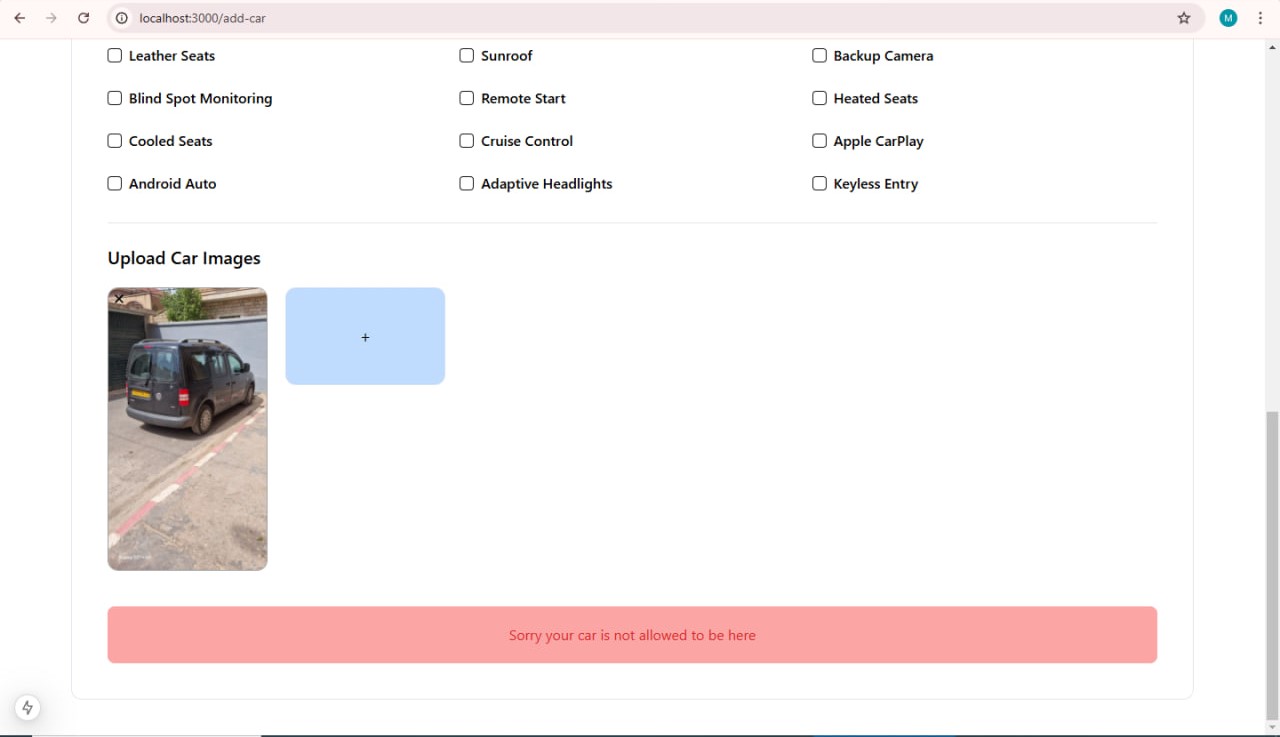 localhost:3000/add-car
M
Leather Seats
Sunroof
Backup Camera
Blind Spot Monitoring
Remote Start
Heated Seats
Cooled Seats
Cruise Control
Apple CarPlay
Android Auto
Adaptive Headlights
Keyless Entry
Upload Car Images
+
Sorry your car is not allowed to be here